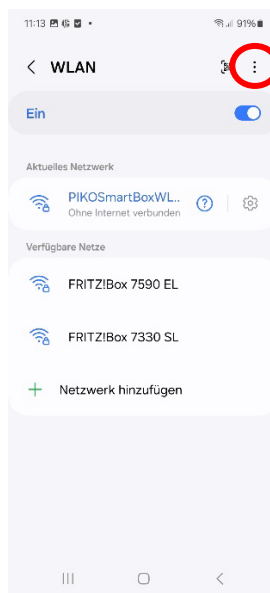 11:13 91%
WLAN
Ein
Aktuelles Netzwerk
PIKOSmartBoxWL..
Ohne Internet verbunden
Verfügbare Netze
FRITZ!Box 7590 EL
FRITZ!Box 7330 SL
Netzwerk hinzufügen